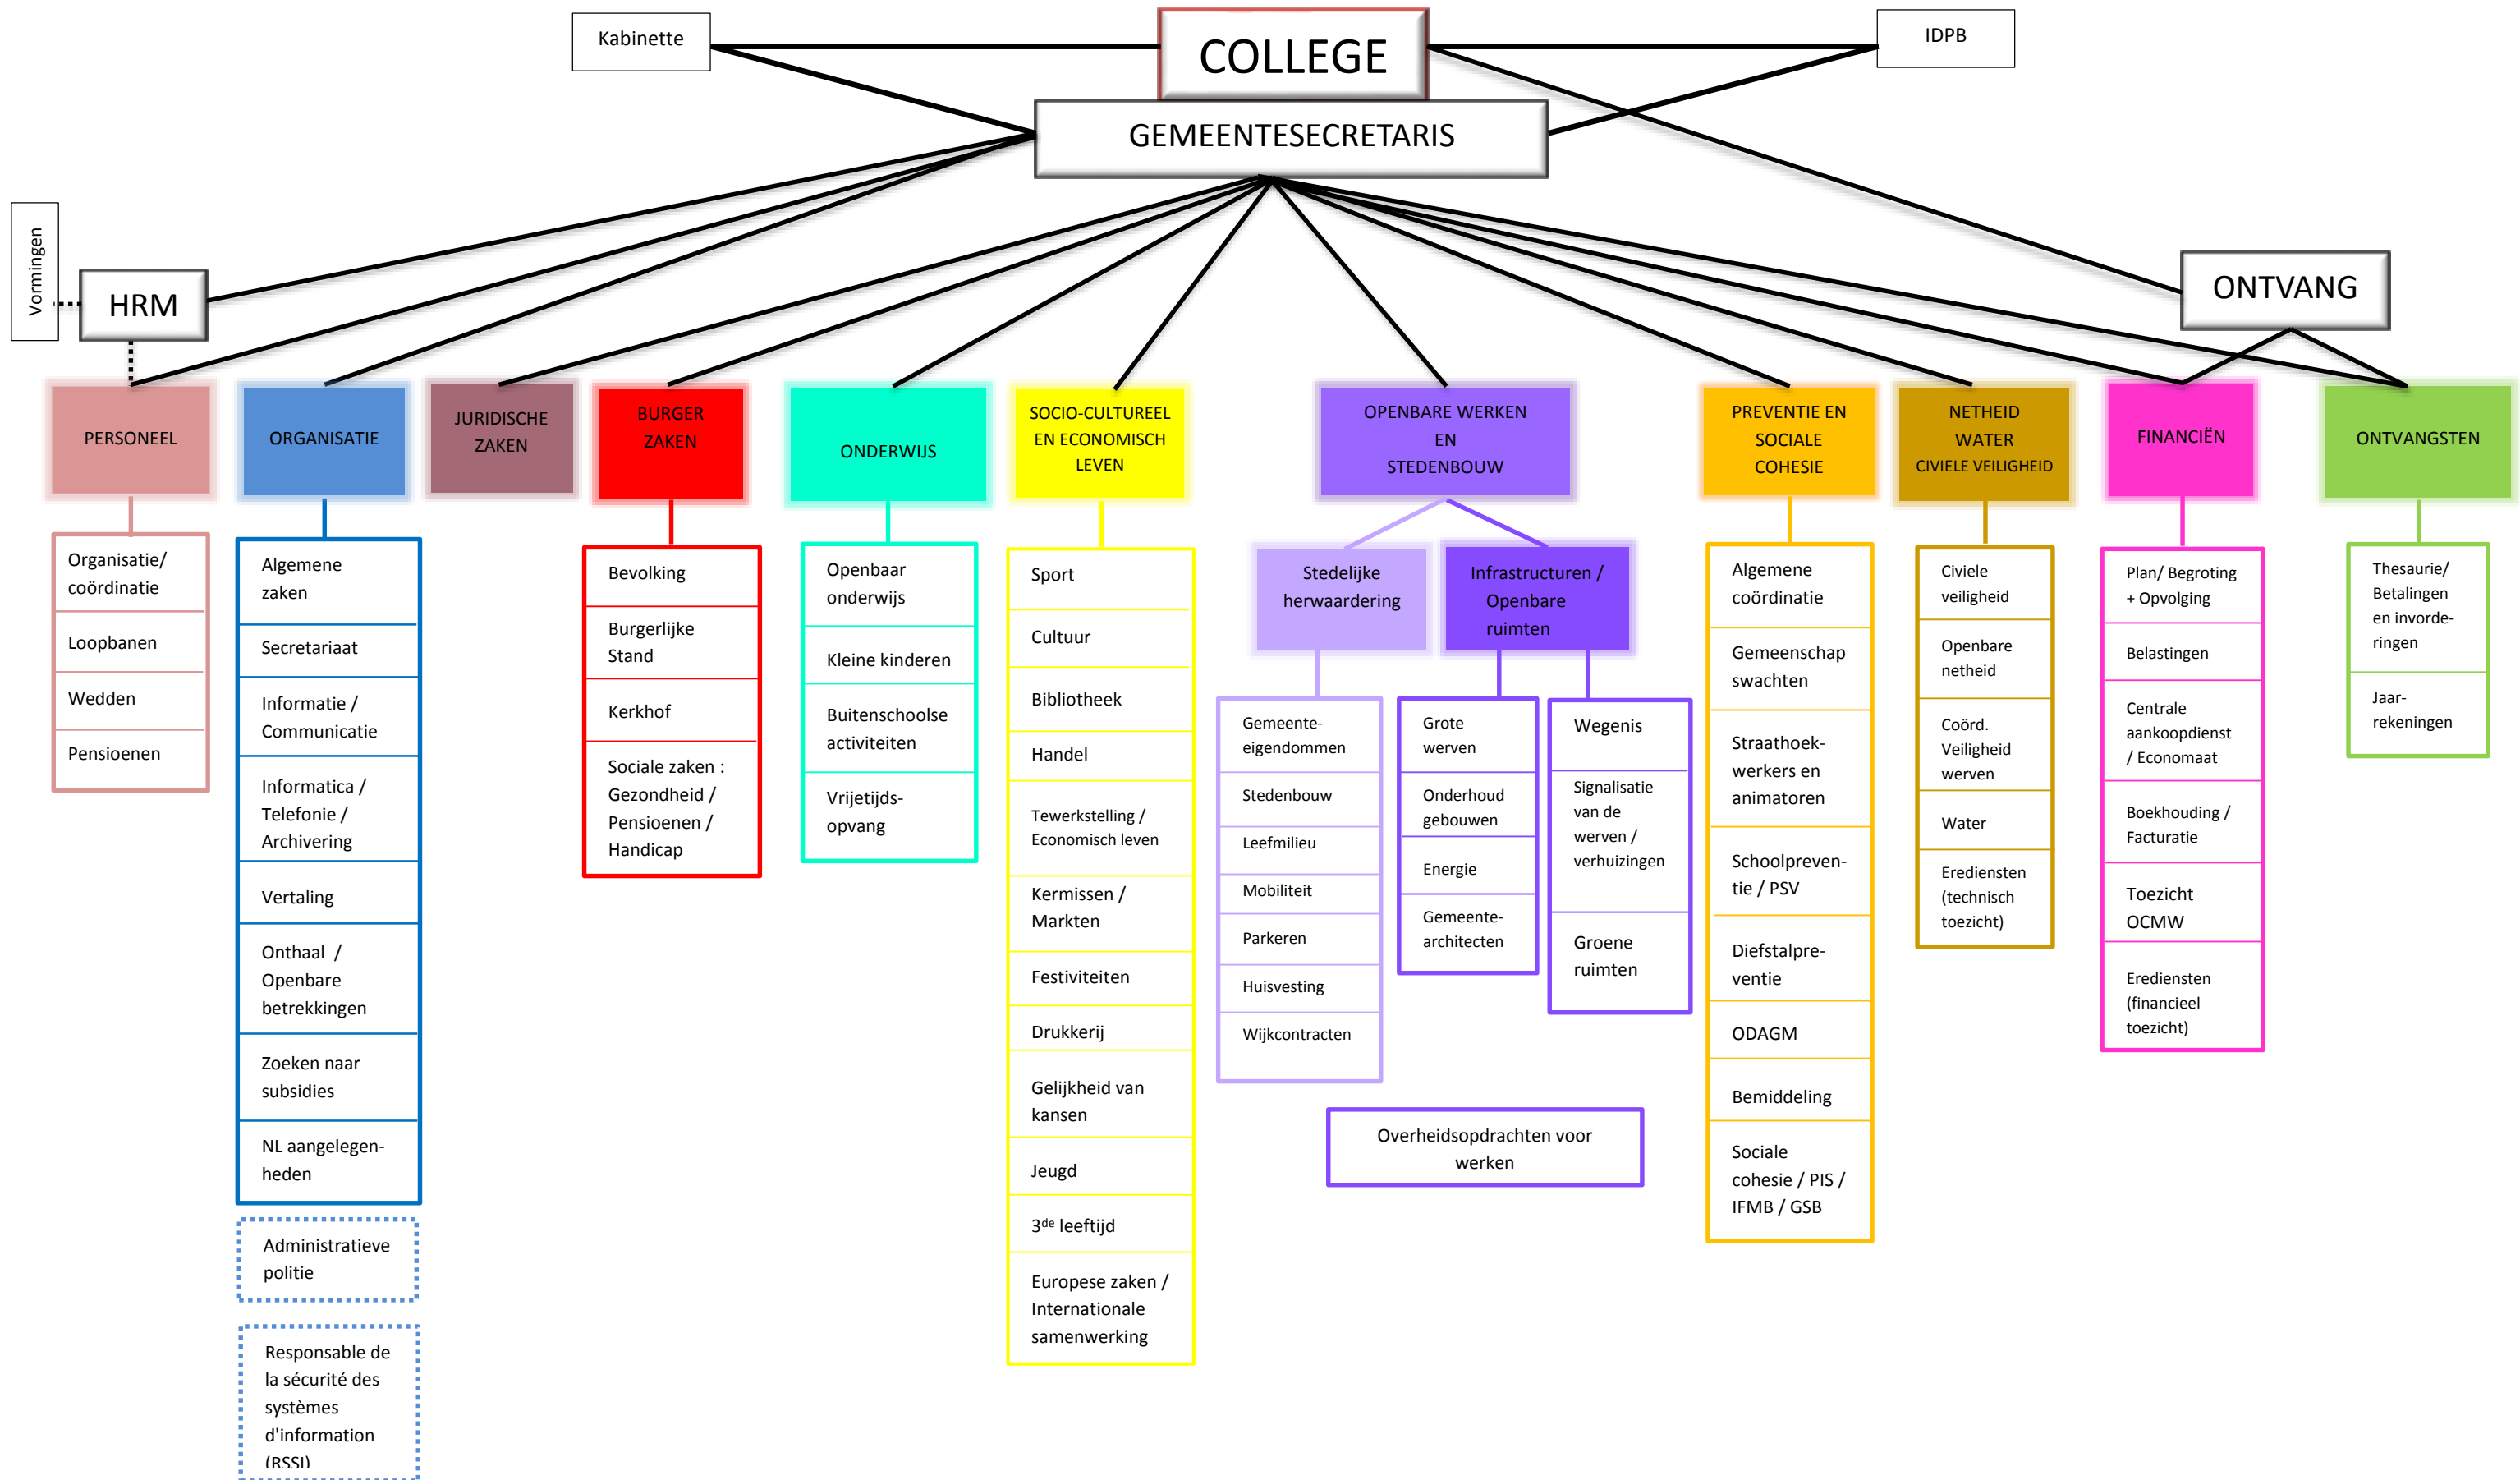 Kabinette
COLLEGE
IDPB
GEMEENTESECRETARIS
Vormingen
HRM
ONTVANG
PERSONEEL
ORGANISATIE
JURIDISCHE
ZAKEN
BURGER
ZAKEN
ONDERWIJS
SOCIO-CULTUREEL
EN ECONOMISCH
LEVEN
OPENBARE WERKEN
EN
STEDENBOUW
PREVENTIE EN
SOCIALE
COHESIE
NETHEID
WATER
CIVIELE VEILIGHEID
FINANCIËN
ONTVANGSTEN
Organisatie/
coördinatie
Loopbanen
Wedden
Pensioenen
Algemene
zaken
Secretariaat
Informatie /
Communicatie
Informatica /
Telefonie /
Archivering
Vertaling
Onthaal /
Openbare
betrekkingen
Zoeken naar
subsidies
NL aangelegen-
heden
Administratieve
politie
Responsable de
la sécurité des
systèmes
d'information
(RSSI)
Bevolking
Burgerlijke
Stand
Kerkhof
Sociale zaken :
Gezondheid /
Pensioenen /
Handicap
Openbaar
onderwijs
Kleine kinderen
Buitenschoolse
activiteiten
Vrijetijds-
opvang
Sport
Cultuur
Bibliotheek
Handel
Tewerkstelling /
Economisch leven
Kermissen /
Markten
Festiviteiten
Drukkerij
Gelijkheid van
kansen
Jeugd
3de leeftijd
Europese zaken /
Internationale
samenwerking
Stedelijke
herwaardering
Infrastructuren /
Openbare
ruimten
Gemeente-
eigendommen
Stedenbouw
Leefmilieu
Mobiliteit
Parkeren
Huisvesting
Wijkcontracten
Grote
werven
Onderhoud
gebouwen
Energie
Gemeente-
architecten
Wegenis
Signalisatie
van de
werven /
verhuizingen
Groene
ruimten
Overheidsopdrachten voor
werken
Algemene
coördinatie
Gemeenschap
swachten
Straathoek-
werkers en
animatoren
Schoolpreven-
tie / PSV
Diefstalpre-
ventie
ODAGM
Bemiddeling
Sociale
cohesie / PIS /
IFMB / GSB
Civiele
veiligheid
Openbare
netheid
Coörd.
Veiligheid
werven
Water
Erediensten
(technisch
toezicht)
Plan/ Begroting
+ Opvolging
Belastingen
Centrale
aankoopdienst
/ Economaat
Boekhouding /
Facturatie
Toezicht
OCMW
Erediensten
(financieel
toezicht)
Thesaurie/
Betalingen
en invorde-
ringen
Jaar-
rekeningen